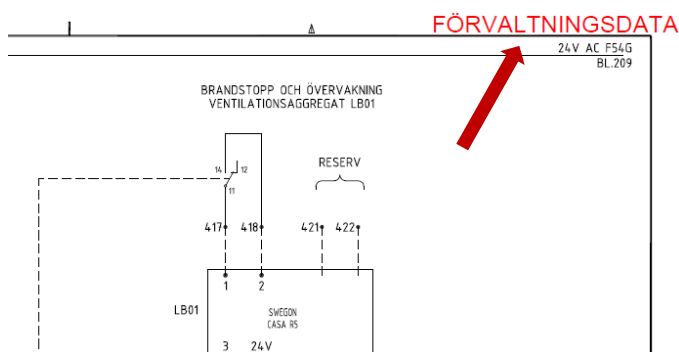 FÖRVALTNINGSDATA
24V AC F54G
BL.209
BRANDSTOPP OCH ÖVERVAKNING
VENTILATIONSAGGREGAT LB01
14 12
11
RESERV
417 418 421 422
1 2
LB01
SWEGON
CASA R5
3 24V